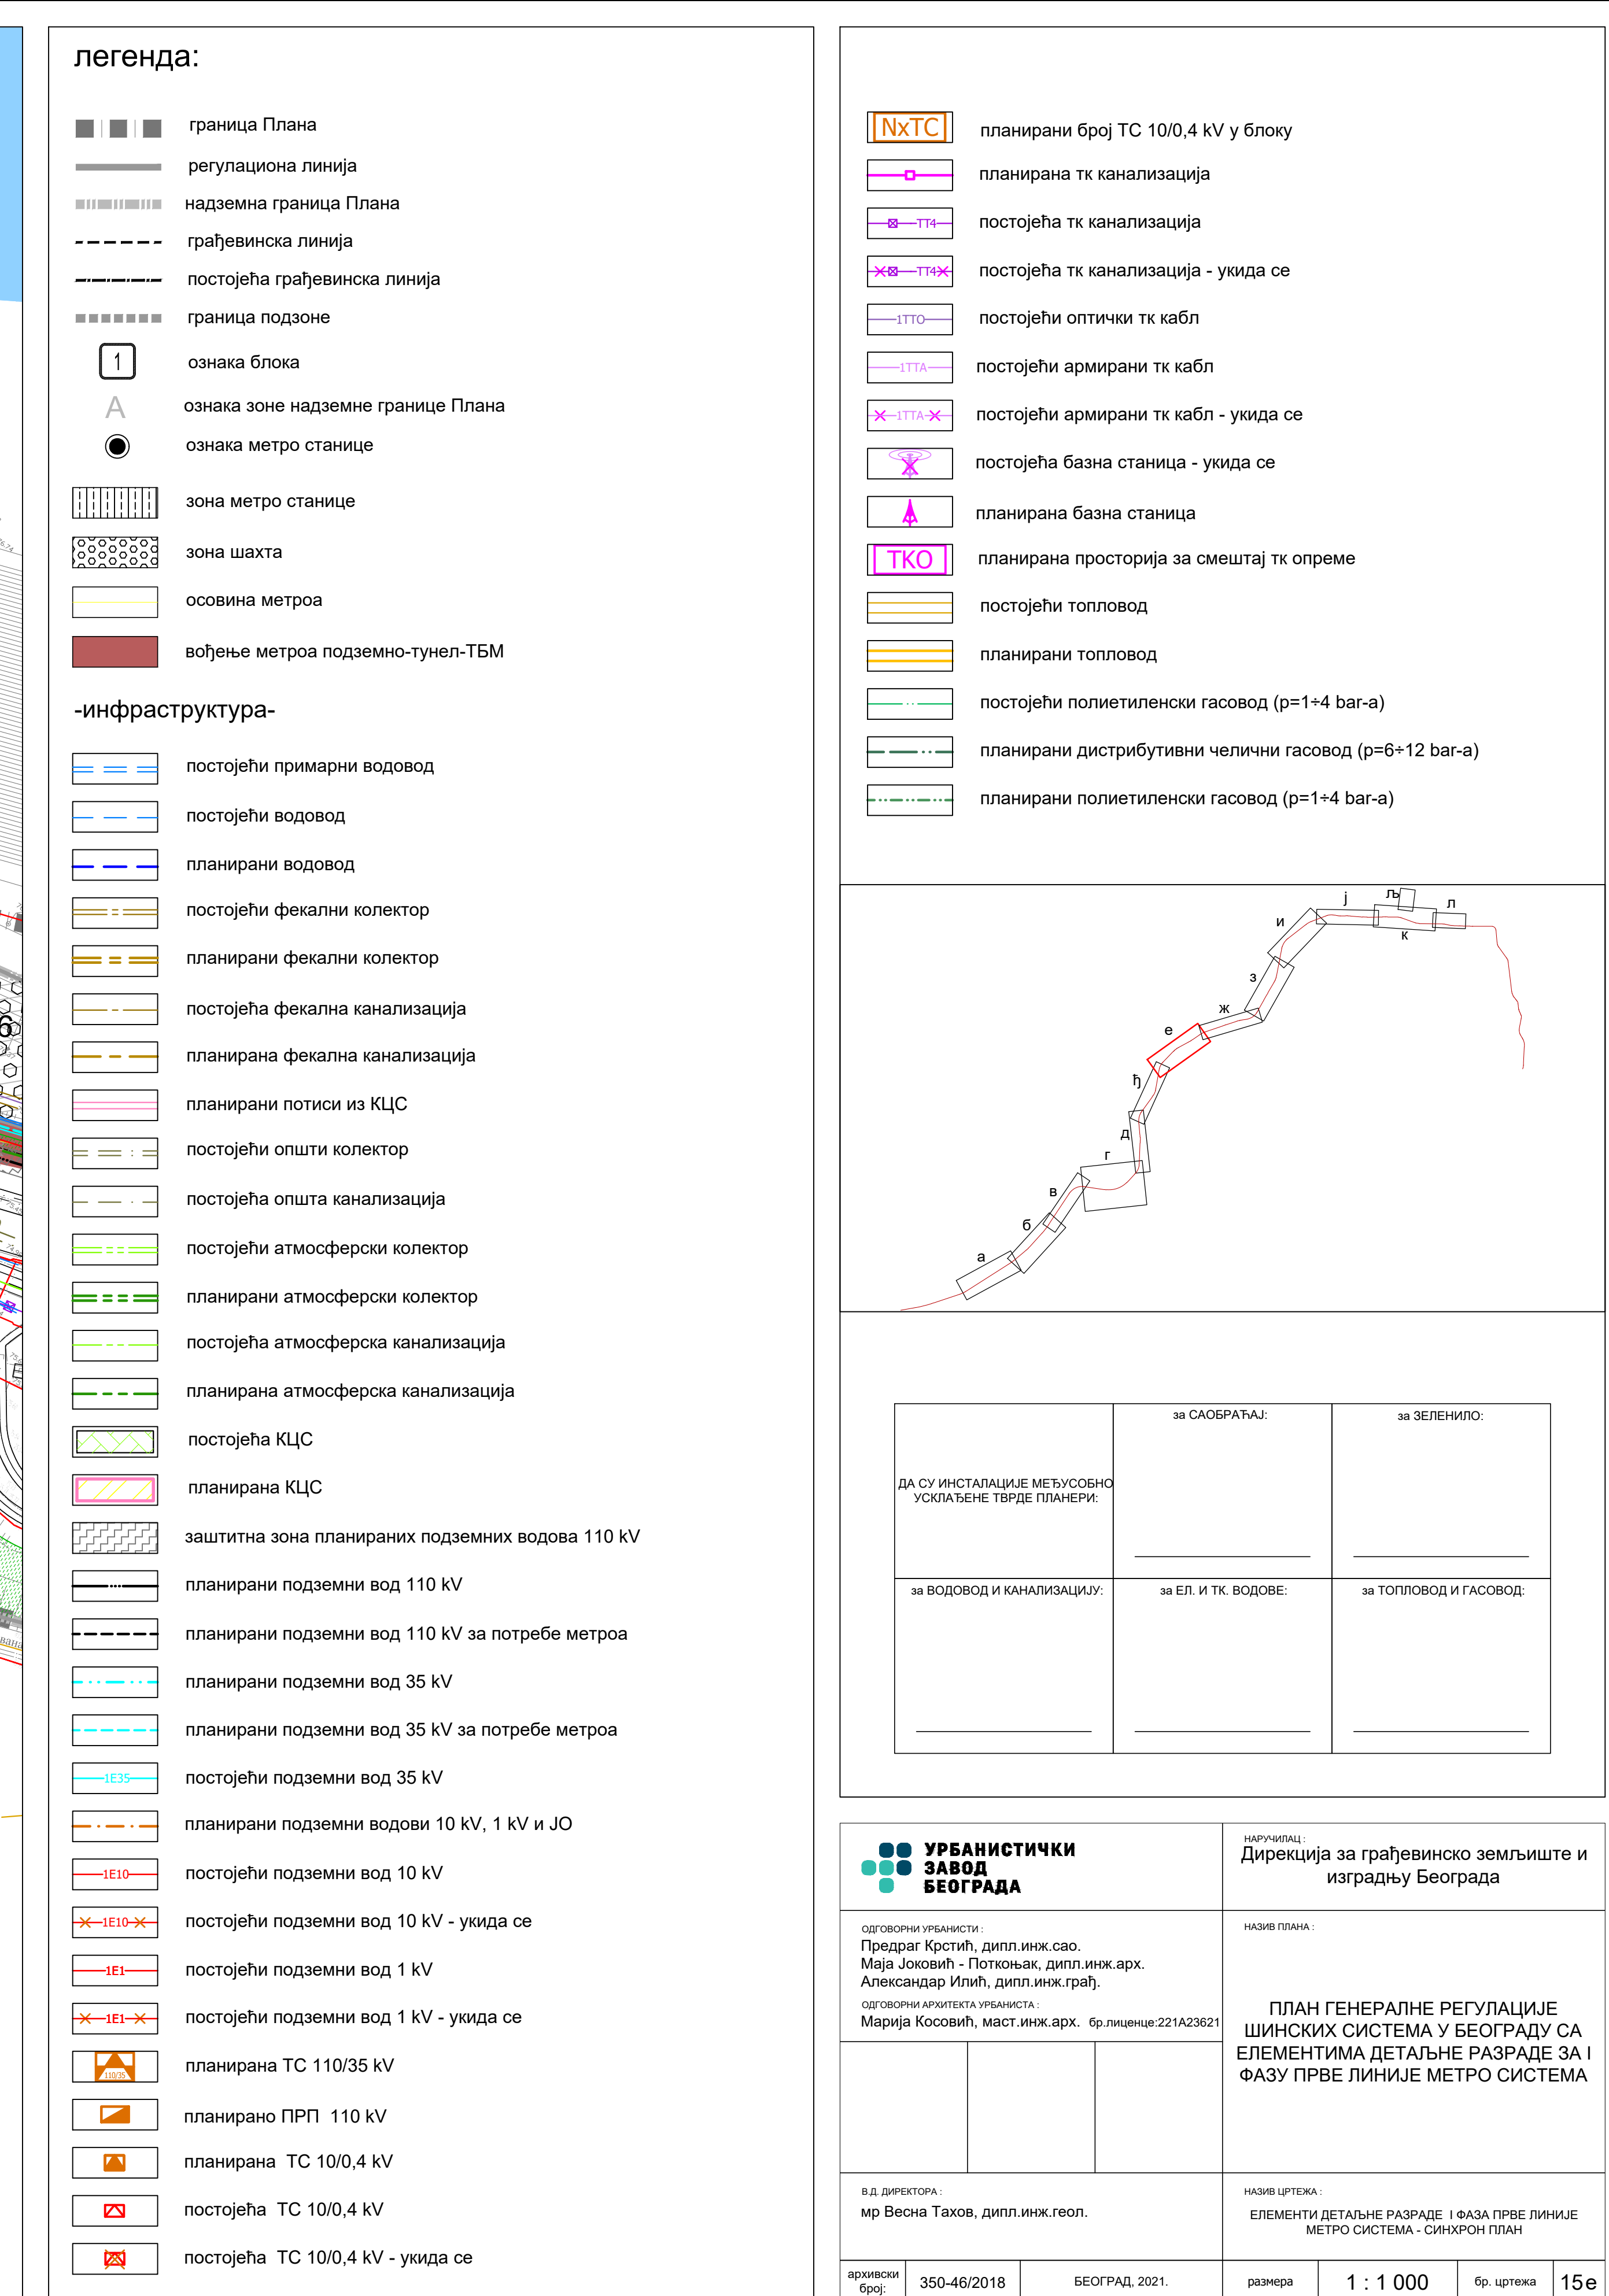 легенда:
граница Плана
регулациона линија
надземна граница Плана
грађевинска линија
постојећа грађевинска линија
граница подзоне
1 ознака блока
А ознака зоне надземне границе Плана
ознака метро станице
зона метро станице
зона шахта
осовина метроа
вођење метроа подземно-тунел-ТБМ
-инфраструктура-
постојећи примарни водовод
постојећи водовод
планирани водовод
постојећи фекални колектор
планирани фекални колектор
постојећа фекална канализација
планирана фекална канализација
планирани потиси из КЦС
постојећи општи колектор
постојећа општа канализација
постојећи атмосферски колектор
планирани атмосферски колектор
постојећа атмосферска канализација
планирана атмосферска канализација
постојећа КЦС
планирана КЦС
заштитна зона планираних подземних водова 110 kV
планирани подземни вод 110 kV
планирани подземни вод 110 kV за потребе метроа
планирани подземни вод 35 kV
планирани подземни вод 35 kV за потребе метроа
1E35 постојећи подземни вод 35 kV
планирани подземни водови 10 kV, 1 kV и ЈО
1E10 постојећи подземни вод 10 kV
1E10 постојећи подземни вод 10 kV - укида се
1E1 постојећи подземни вод 1 kV
1E1 постојећи подземни вод 1 kV - укида се
110/35 планирана ТС 110/35 kV
планирано ПРП 110 kV
планирана ТС 10/0,4 kV
постојећа ТС 10/0,4 kV
постојећа ТС 10/0,4 kV - укида се
NxTC планирани број ТС 10/0,4 kV у блоку
планирана тк канализација
ТТ4 постојећа тк канализација
ТТ4 постојећа тк канализација - укида се
1ТТО постојећи оптички тк кабл
1ТТА постојећи армирани тк кабл
1ТТА постојећи армирани тк кабл - укида се
постојећа базна станица - укида се
планирана базна станица
ТКО планирана просторија за смештај тк опреме
постојећи топловод
планирани топловод
постојећи полиетиленски гасовод (p=1÷4 bar-a)
планирани дистрибутивни челични гасовод (p=6÷12 bar-a)
планирани полиетиленски гасовод (p=1÷4 bar-a)
љ
ј
л
и
к
з
ж
е
ђ
д
г
в
б
а
ДА СУ ИНСТАЛАЦИЈЕ МЕЂУСОБНО
УСКЛАЂЕНЕ ТВРДЕ ПЛАНЕРИ:
за САОБРАЋАЈ:
за ЗЕЛЕНИЛО:
за ВОДОВОД И КАНАЛИЗАЦИЈУ:
за ЕЛ. И ТК. ВОДОВЕ:
за ТОПЛОВОД И ГАСОВОД:
УРБАНИСТИЧКИ
ЗАВОД
БЕОГРАДА
НАРУЧИЛАЦ :
Дирекција за грађевинско земљиште и
изградњу Београда
ОДГОВОРНИ УРБАНИСТИ :
Предраг Крстић, дипл.инж.сао.
Маја Јоковић - Поткоњак, дипл.инж.арх.
Александар Илић, дипл.инж.грађ.
ОДГОВОРНИ АРХИТЕКТА УРБАНИСТА :
Марија Косовић, маст.инж.арх. бр.лиценце:221А23621
НАЗИВ ПЛАНА :
ПЛАН ГЕНЕРАЛНЕ РЕГУЛАЦИЈЕ
ШИНСКИХ СИСТЕМА У БЕОГРАДУ СА
ЕЛЕМЕНТИМА ДЕТАЉНЕ РАЗРАДЕ ЗА I
ФАЗУ ПРВЕ ЛИНИЈЕ МЕТРО СИСТЕМА
В.Д. ДИРЕКТОРА :
мр Весна Тахов, дипл.инж.геол.
НАЗИВ ЦРТЕЖА :
ЕЛЕМЕНТИ ДЕТАЉНЕ РАЗРАДЕ I ФАЗА ПРВЕ ЛИНИЈЕ
МЕТРО СИСТЕМА - СИНХРОН ПЛАН
архивски
број:
350-46/2018
БЕОГРАД, 2021.
размера
1 : 1 000
бр. цртежа
15е